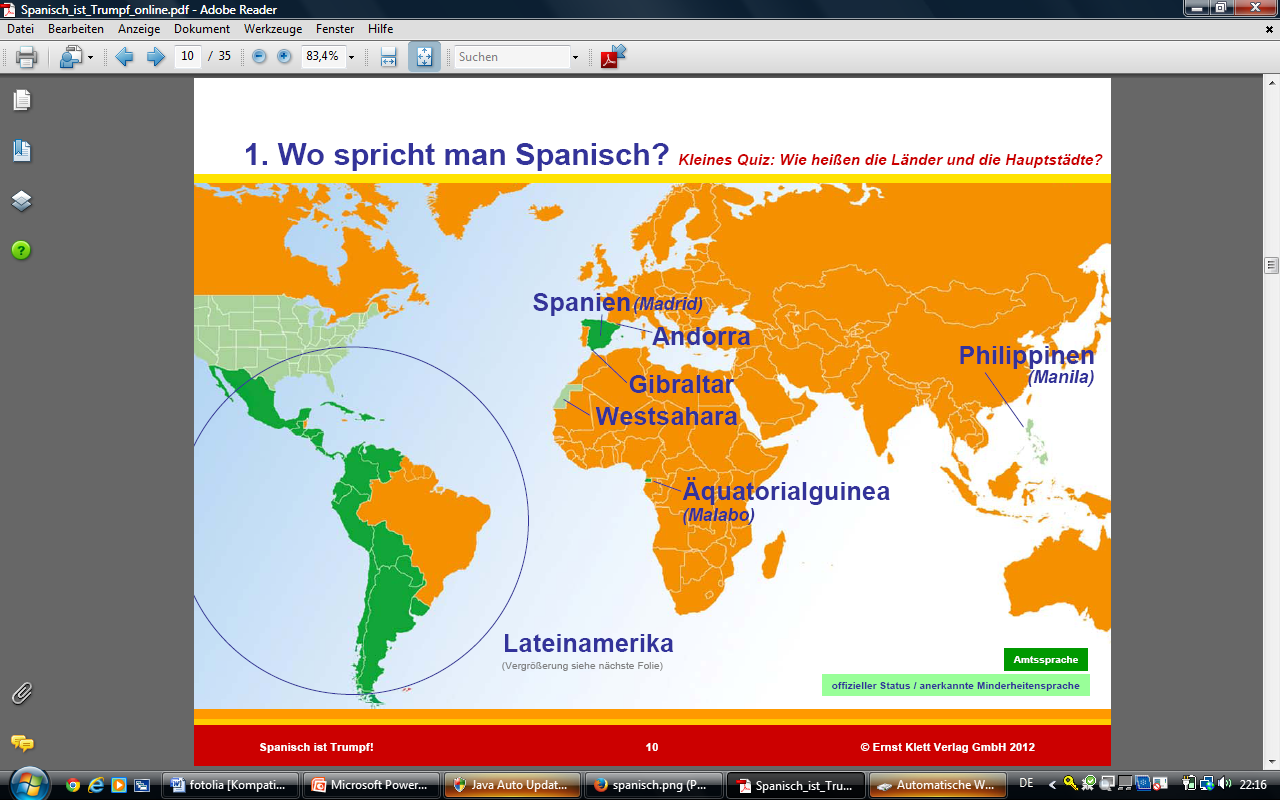 Spanisch_ist_Trumpf_online.pdf - Adobe Reader
Datei Bearbeiten Anzeige Dokument Werkzeuge Fenster Hilfe
10 / 35 83,4% Suchen
1. Wo spricht man Spanisch? Kleines Quiz: Wie heißen die Länder und die Hauptstädte?
Spanien (Madrid)
Andorra
Philippinen
(Manila)
Gibraltar
Westsahara
Äquatorialguinea
(Malabo)
Lateinamerika
(Vergrößerung siehe nächste Folie)
Amtssprache
offizieller Status / anerkannte Minderheitensprache
Spanisch ist Trumpf! 10 © Ernst Klett Verlag GmbH 2012
fotolia [Kompati... Microsoft Power... Java Auto Updat... spanisch.png (P... Spanisch_ist_Tru... Automatische W... DE 22:16